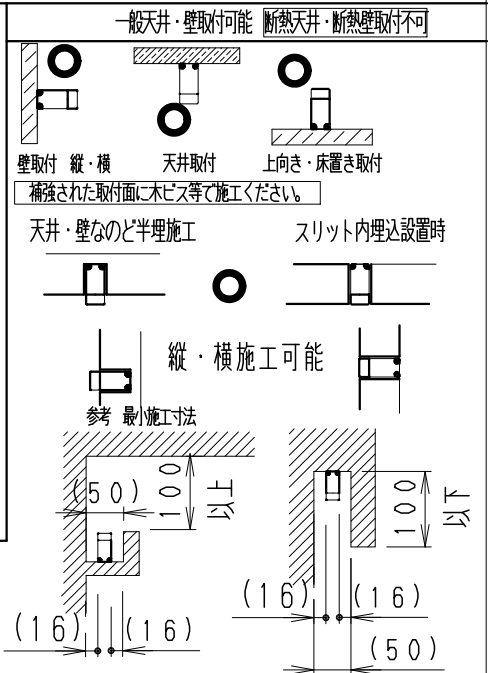 一般天井・壁取付可能 断熱天井・断熱壁取付不可
壁取付 縦・横 天井取付 上向き・床置き取付
補強された取付面に木ビス等で施工ください。
天井・壁なのど半埋施工 スリット内埋込設置時
縦・横施工可能
参考 最小施工寸法
(50) 100 以上 100 以下
(16) (16) (16) (16)
(50)